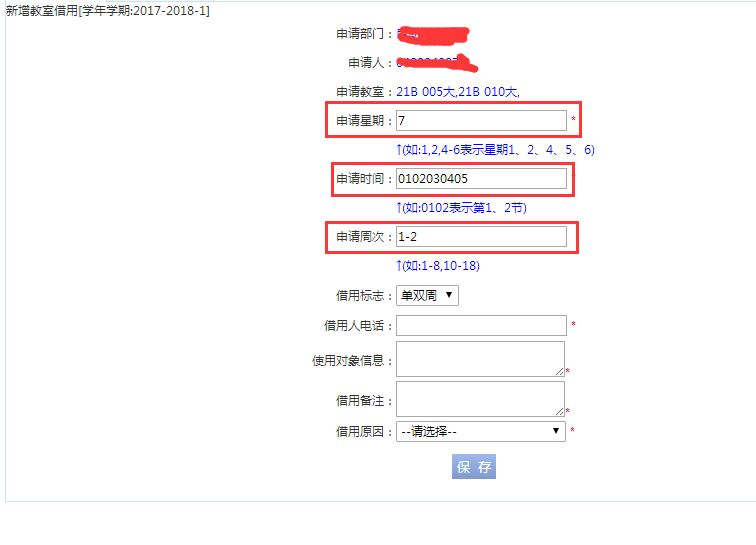 新增教室借用[学年学期:2017-2018-1]
申请部门：
申请人：
申请教室：21B 005大,21B 010大,
申请星期：7 *
↑(如:1,2,4-6表示星期1、2、4、5、6)
申请时间：0102030405 *
↑(如:0102表示第1、2节)
申请周次：1-2
↑(如:1-8,10-18)
借用标志：单双周 ▼
借用人电话： *
使用对象信息： *
借用备注： *
借用原因：--请选择-- ▼ *
保 存